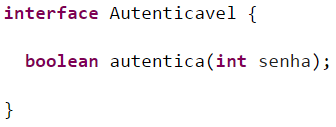 interface Autenticavel {
boolean autentica(int senha);
}